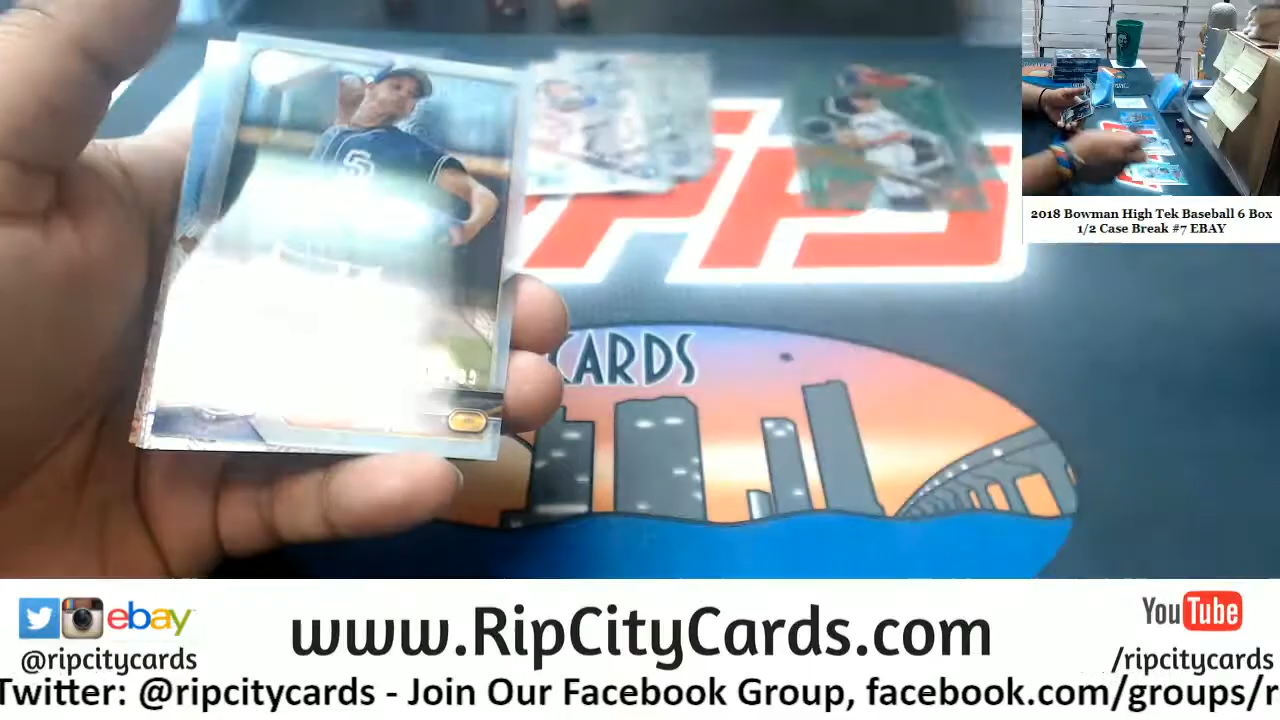 SD
CARDS
2018 Bowman High Tek Baseball 6 Box
1/2 Case Break #7 EBAY
ebay
@ripcitycards
www.RipCityCards.com
YouTube
/ripcitycards
Twitter: @ripcitycards - Join Our Facebook Group, facebook.com/groups/r